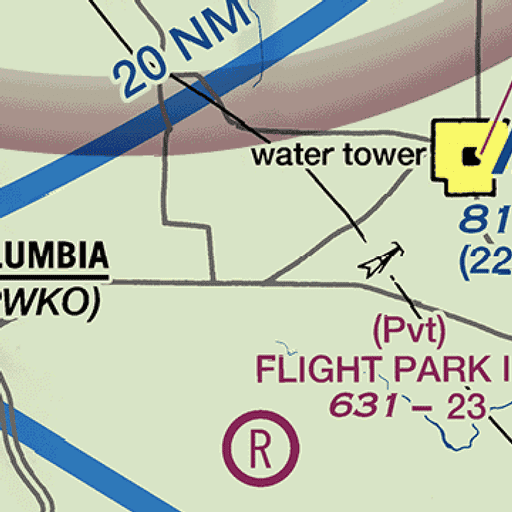 20 NM
water tower
81
(22
LUMBIA
WKO)
(Pvt)
FLIGHT PARK I
631 – 23
R